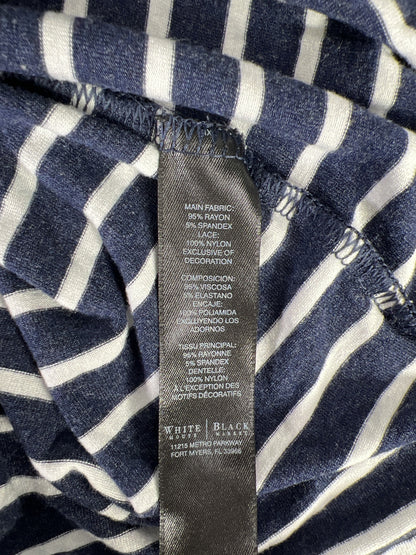 MAIN FABRIC:
95% RAYON
5% SPANDEX
LACE:
100% NYLON
EXCLUSIVE OF
DECORATION
COMPOSICION:
95% VISCOSA
5% ELASTANO
ENCAJE:
100% POLIAMIDA
EXCLUYENDO LOS
ADORNOS
TISSU PRINCIPAL:
95% RAYONNE
5% SPANDEX
DENTELLE:
100% NYLON
À L'EXCEPTION DES
MOTIFS DÉCORATIFS
WHITE | BLACK
HOUSE | MARKET
11215 METRO PARKWAY
FORT MYERS, FL 33966